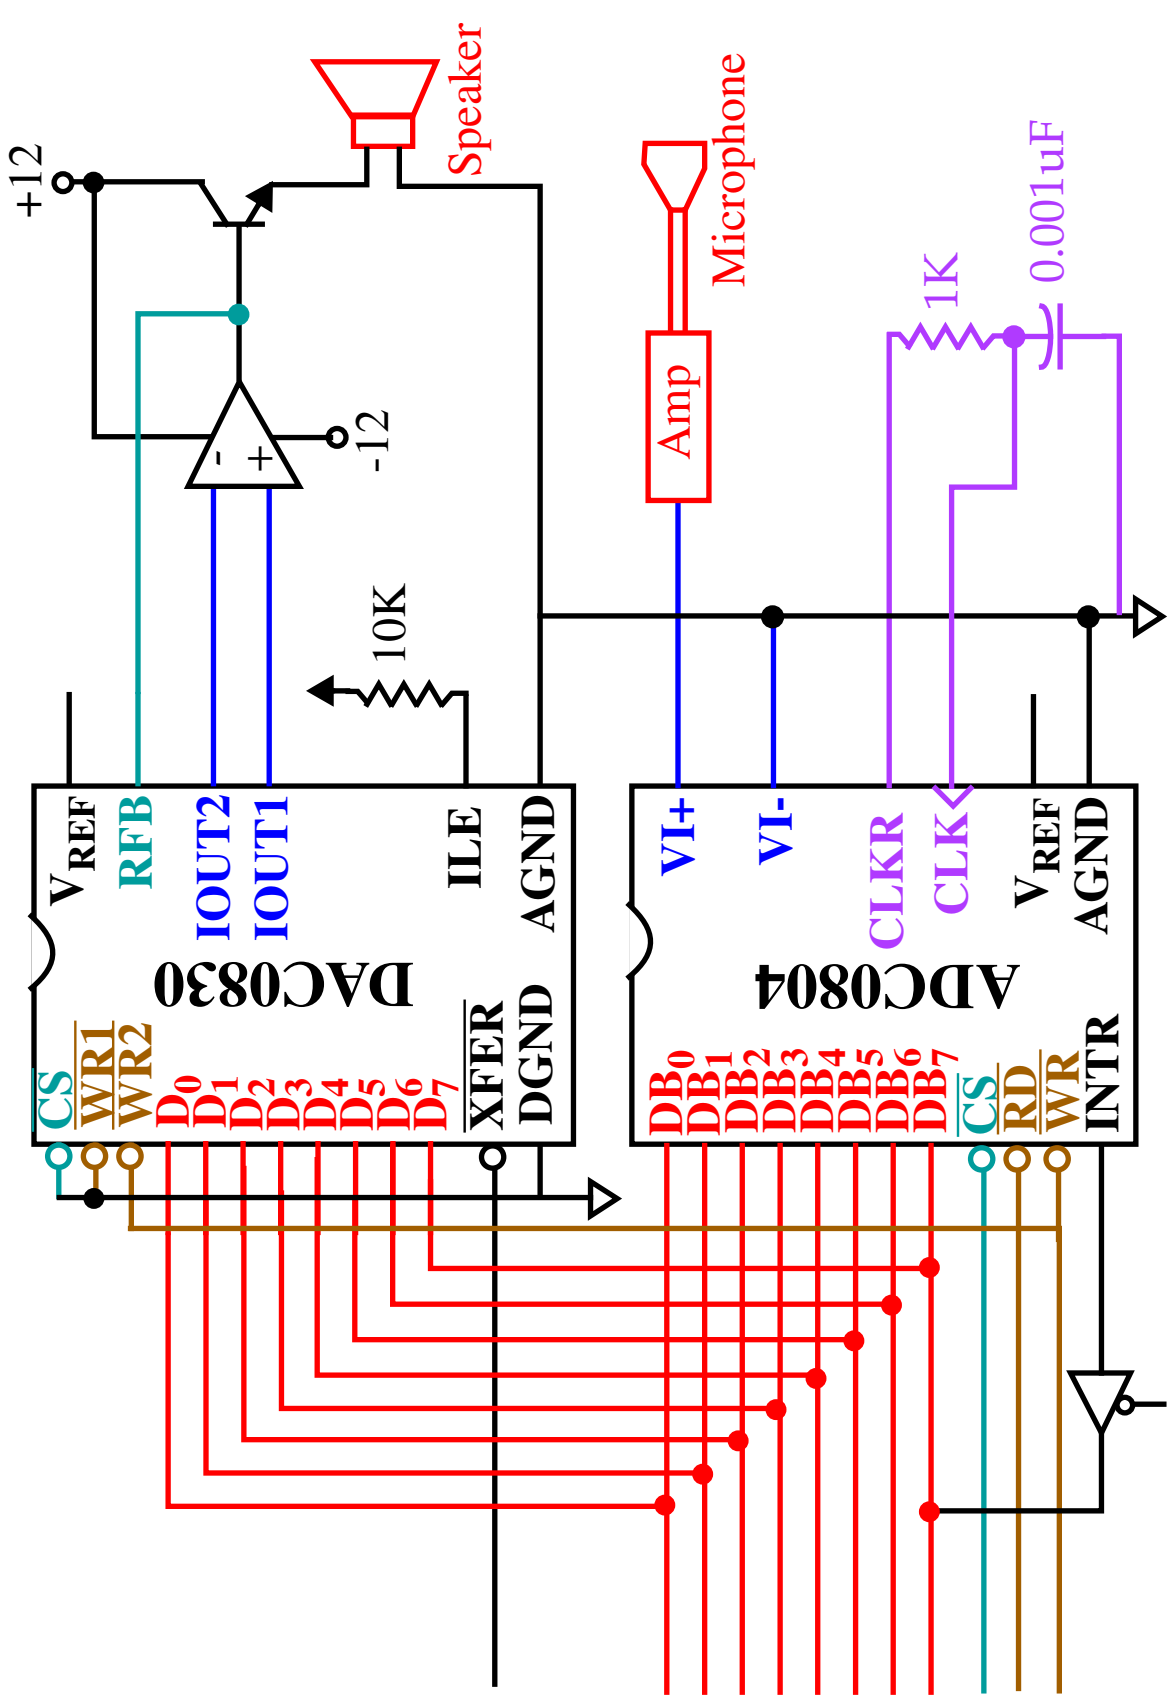 +12
Speaker
-
+
-12
10K
V REF
RFB
IOUT2
IOUT1
ILE
AGND
DAC0830
CS
WR1
WR2
D0
D1
D2
D3
D4
D5
D6
D7
XFER
DGND
Microphone
Amp
1K
0.001uF
VI+
VI-
CLKR
CLK
V REF
AGND
ADC0804
DB0
DB1
DB2
DB3
DB4
DB5
DB6
DB7
CS
RD
WR
INTR